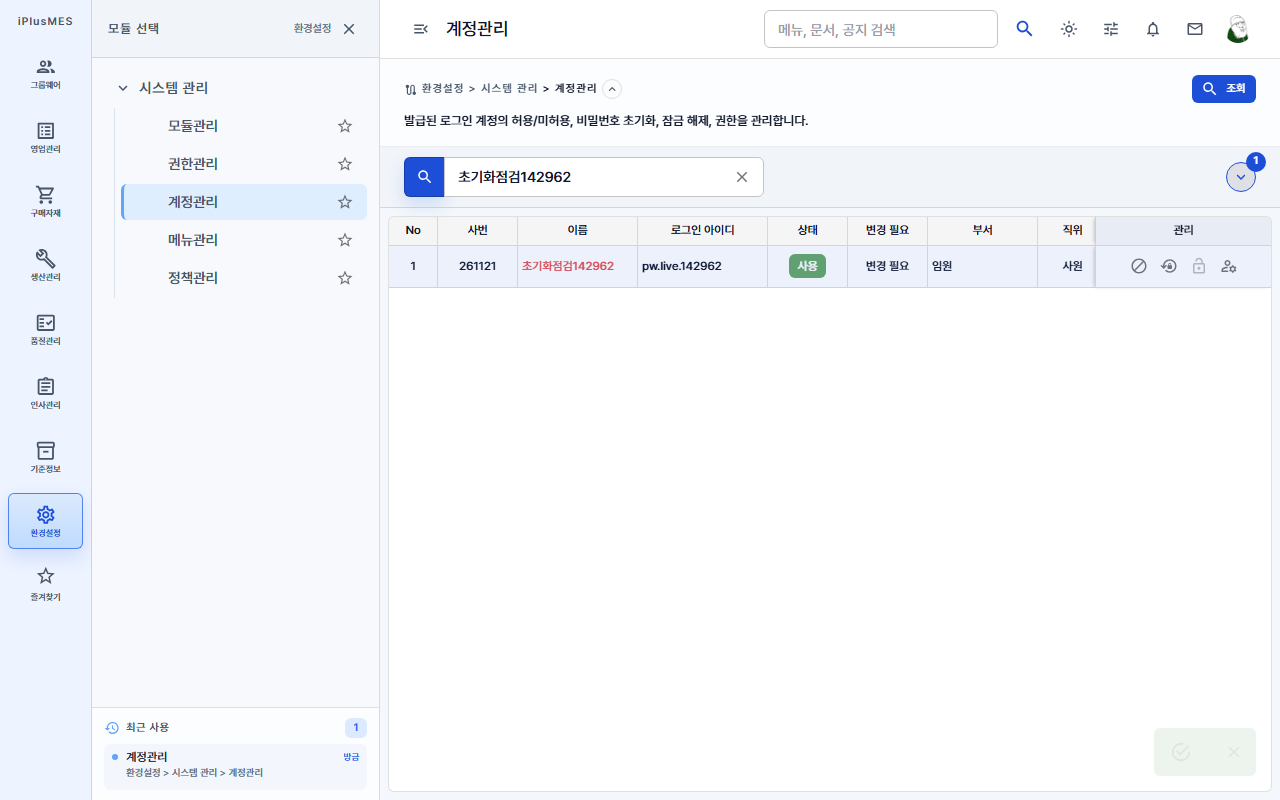 iPlusMES
그룹웨어
영업관리
구매자재
생산관리
품질관리
인사관리
기준정보
환경설정
즐겨찾기
모듈 선택
환경설정
시스템 관리
모듈관리
권한관리
계정관리
메뉴관리
정책관리
최근 사용
1
계정관리
방금
환경설정 > 시스템 관리 > 계정관리
계정관리
메뉴, 문서, 공지 검색
환경설정 > 시스템 관리 > 계정관리
조회
발급된 로그인 계정의 허용/미허용, 비밀번호 초기화, 잠금 해제, 권한을 관리합니다.
초기화점검142962
1
No 사번 이름 로그인 아이디 상태 변경 필요 부서 직위 관리
1 261121 초기화점검142962 pw.live.142962 사용 변경 필요 임원 사원